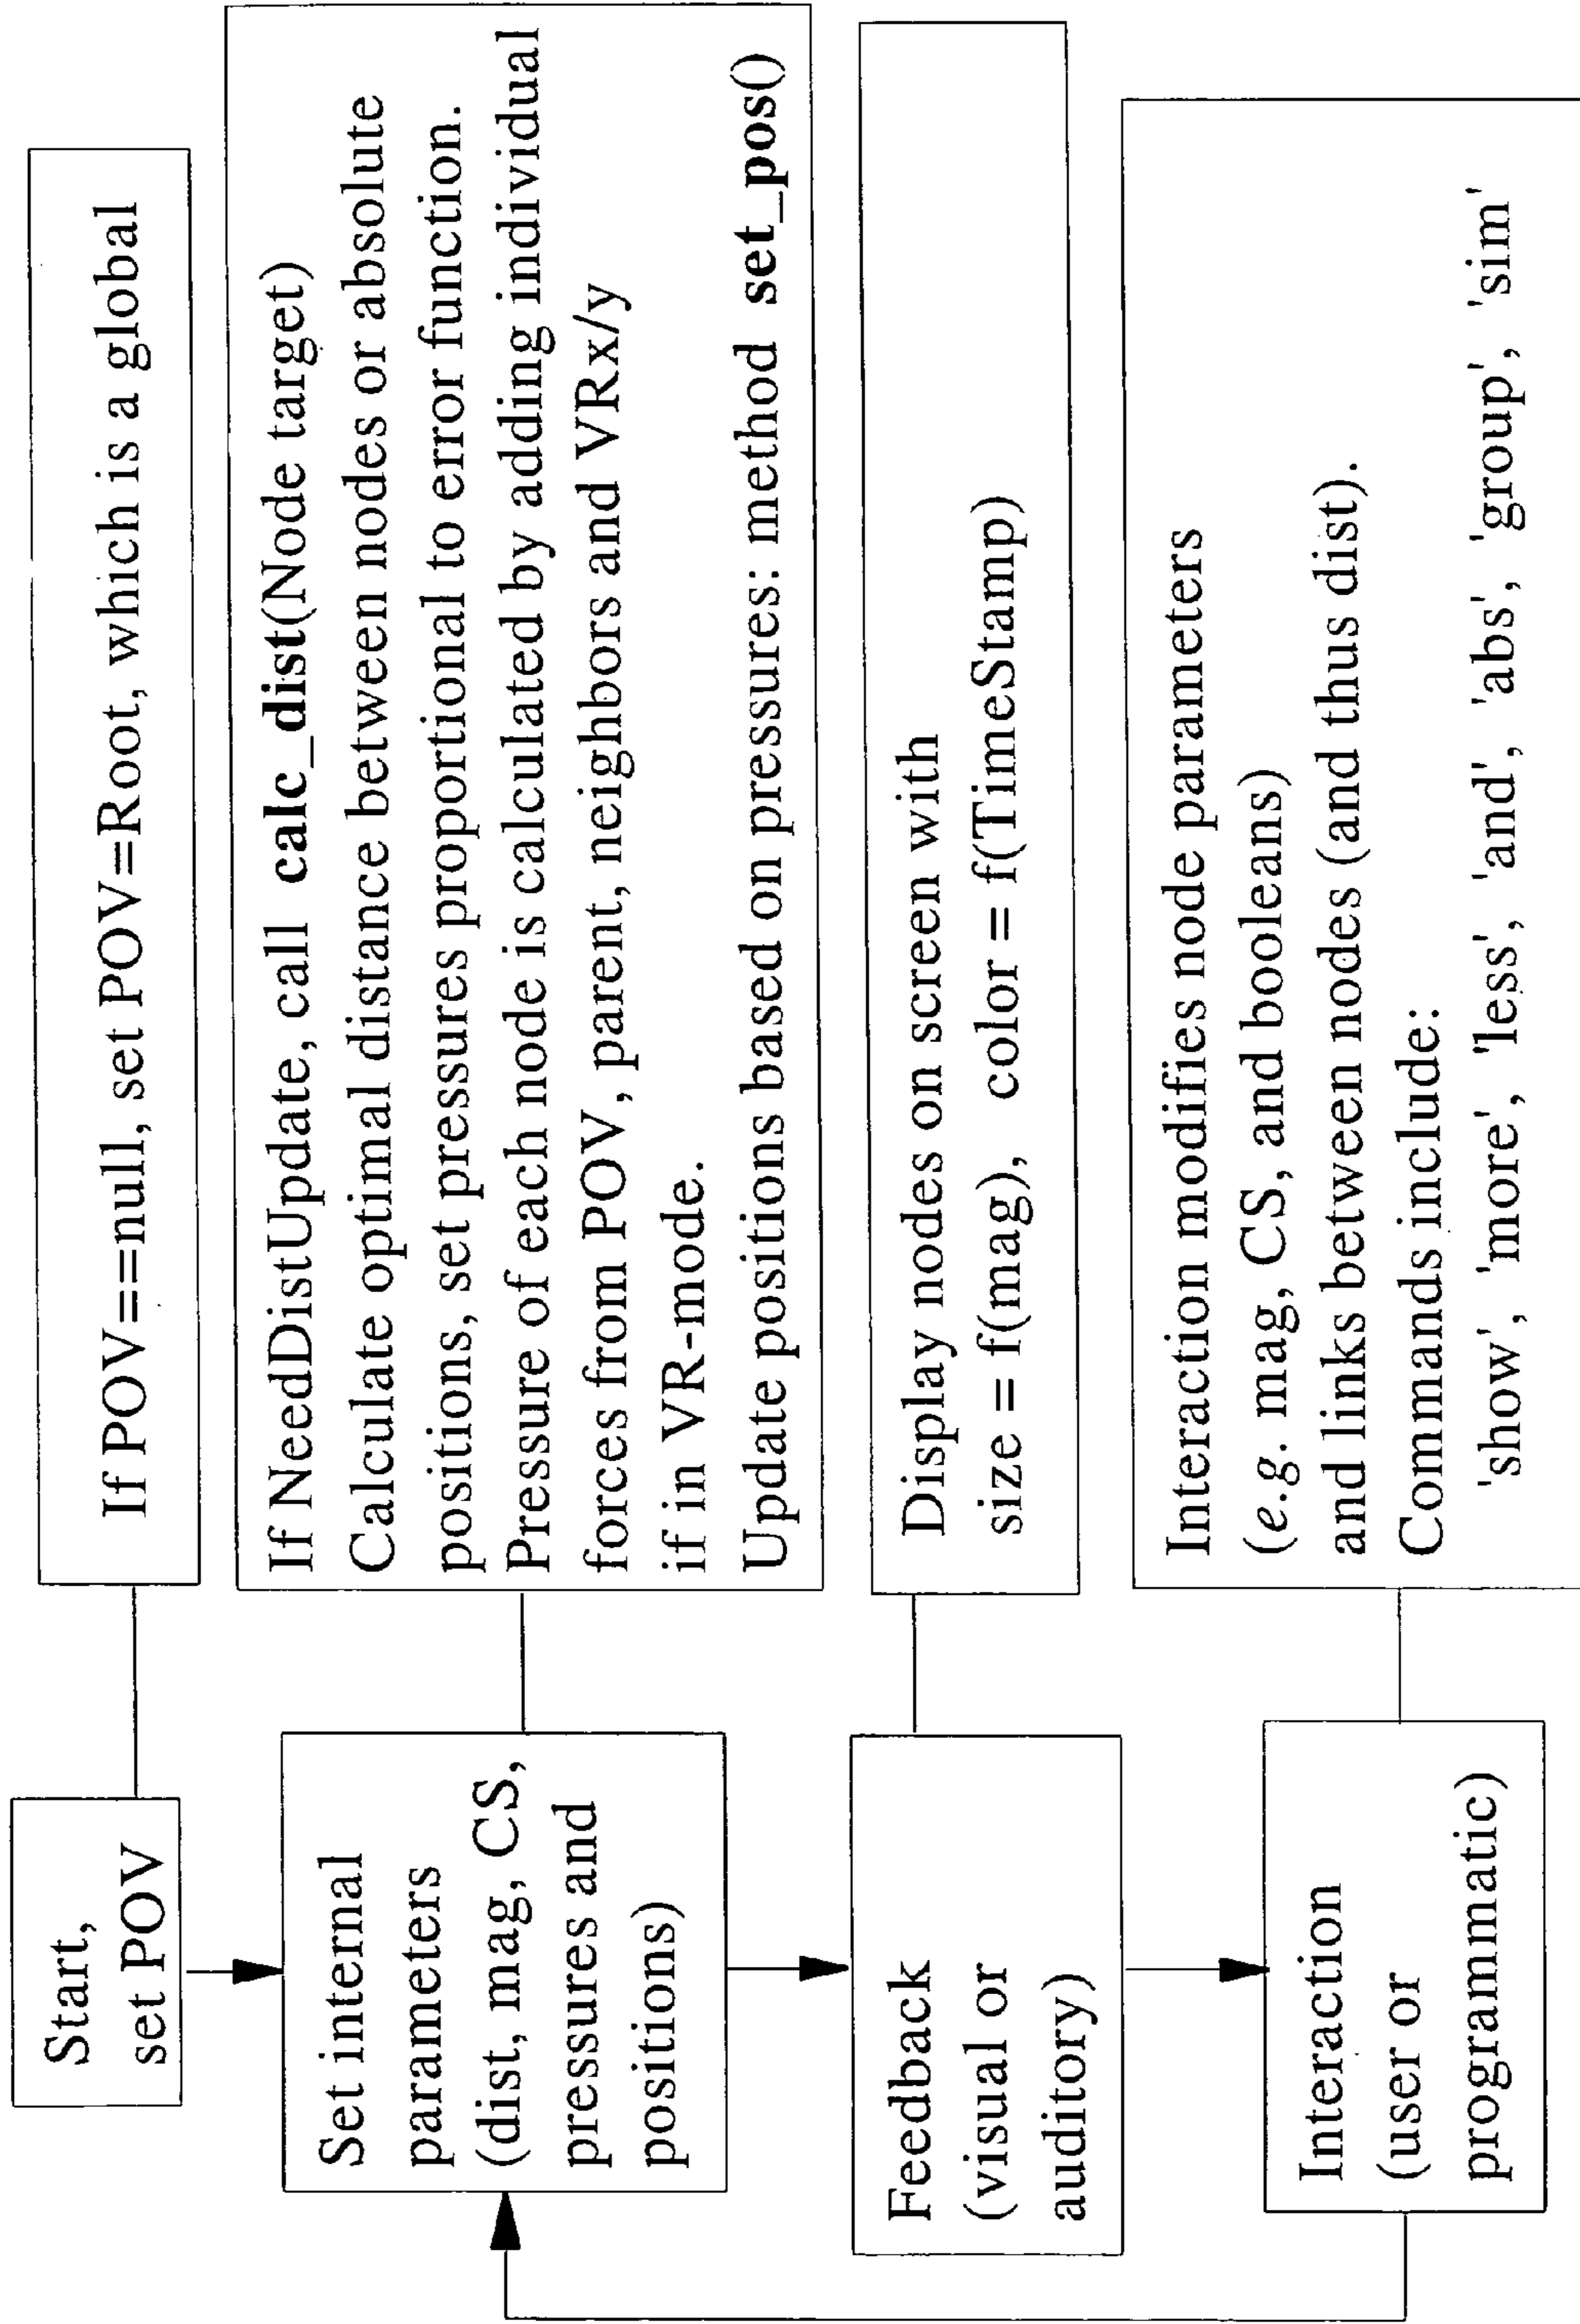 Start,
set POV
If POV==null, set POV=Root, which is a global
Set internal
parameters
(dist, mag, CS,
pressures and
positions)
If NeedDistUpdate, call calc_dist(Node target)
Calculate optimal distance between nodes or absolute
positions, set pressures proportional to error function.
Pressure of each node is calculated by adding individual
forces from POV, parent, neighbors and VRx/y
if in VR-mode.
Update positions based on pressures: method set_pos()
Feedback
(visual or
auditory)
Display nodes on screen with
size = f(mag), color = f(TimeStamp)
Interaction
(user or
programmatic)
Interaction modifies node parameters
(e.g. mag, CS, and booleans)
and links between nodes (and thus dist).
Commands include:
'show', 'more', 'less', 'and', 'abs', 'group', 'sim'